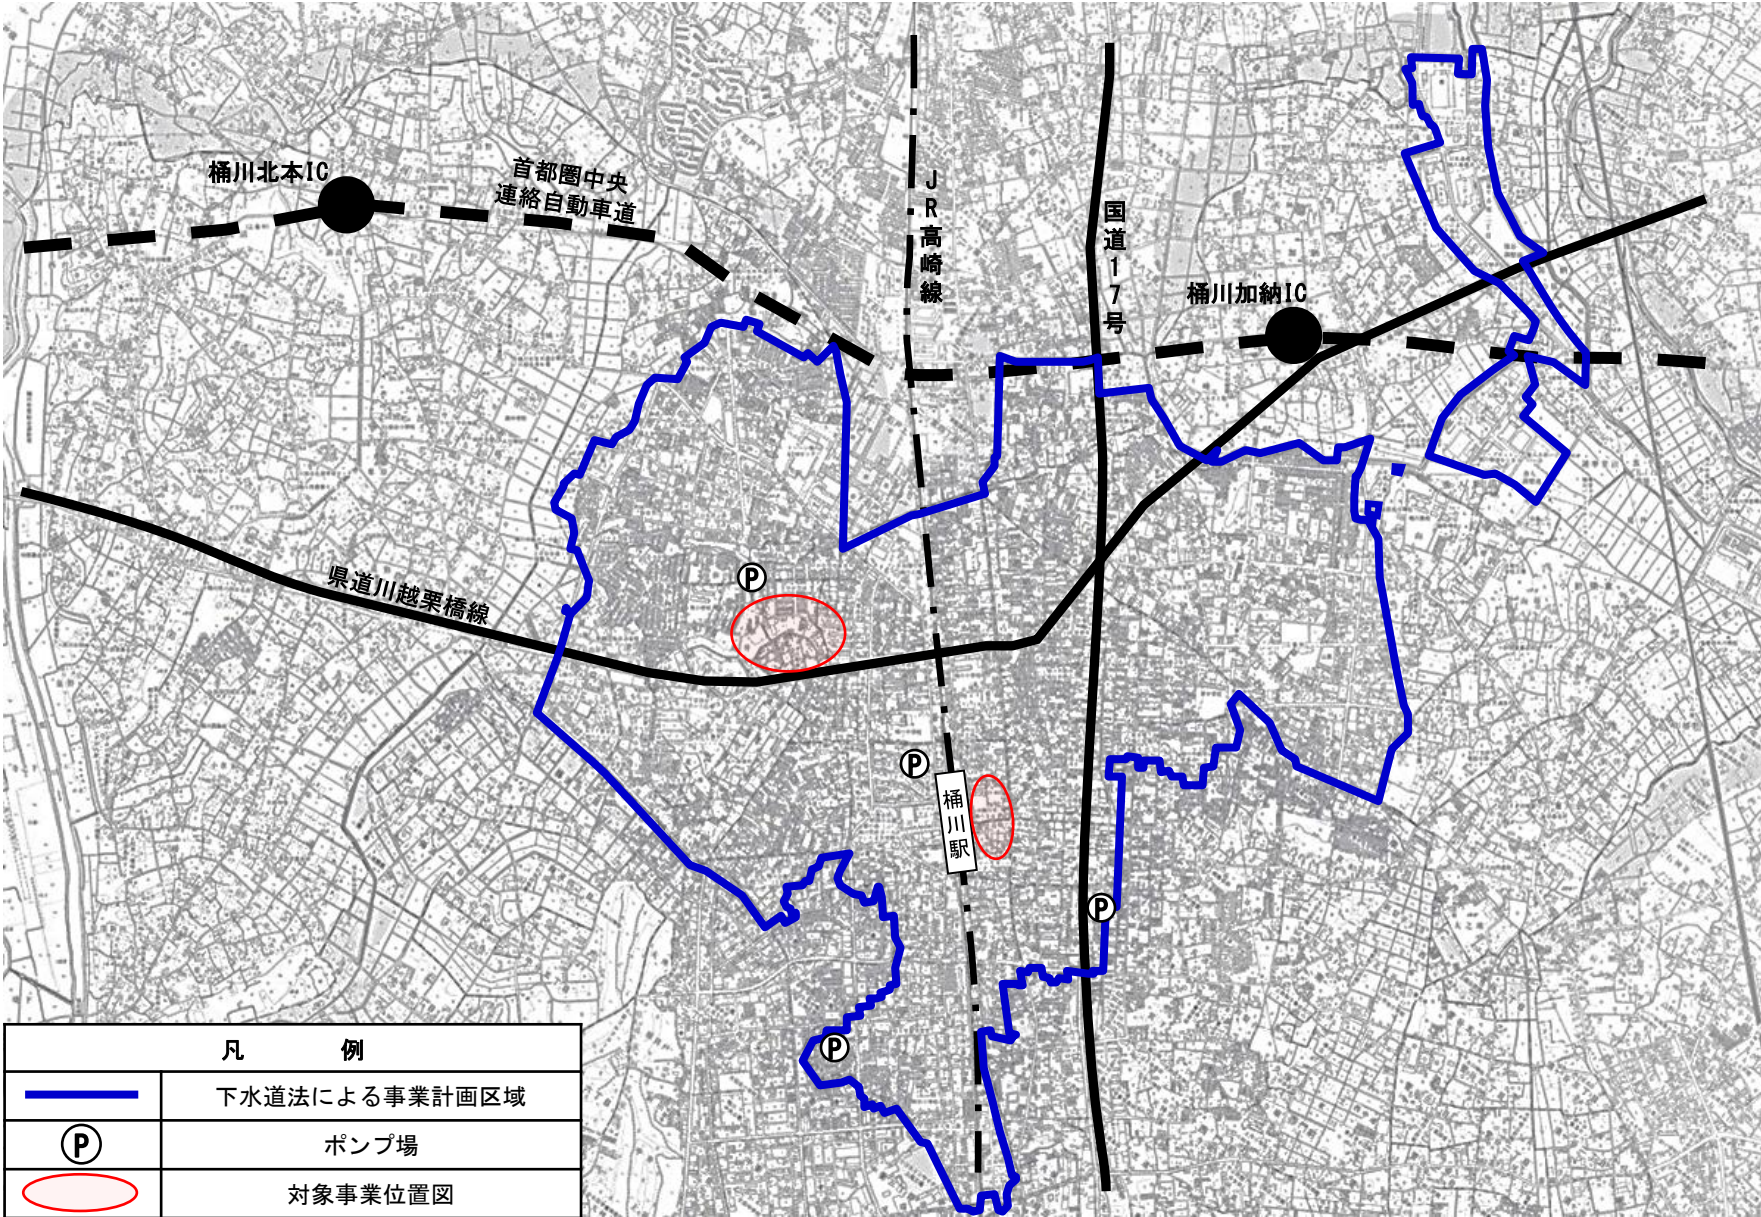 桶川北本IC
首都圏中央
連絡自動車道
JR高崎線
国道17号
桶川加納IC
県道川越栗橋線
P
P
桶川駅
P
P
凡 例
下水道法による事業計画区域
P
ポンプ場
対象事業位置図